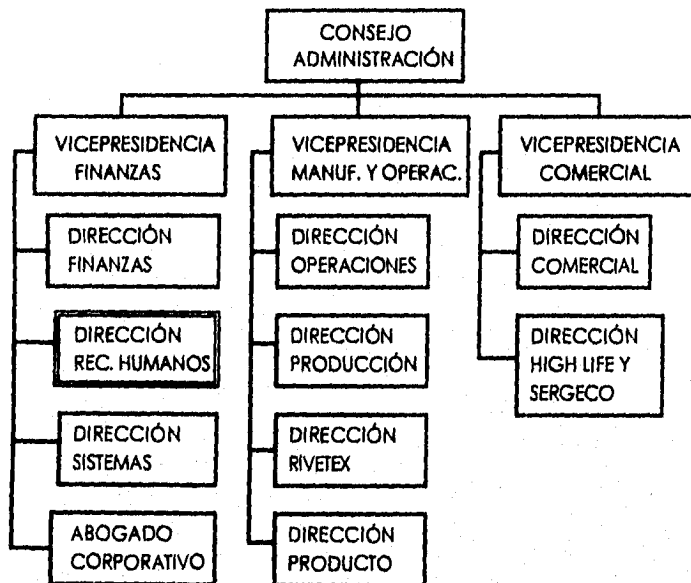 CONSEJO
ADMINISTRACIÓN
VICEPRESIDENCIA
FINANZAS
DIRECCIÓN
FINANZAS
DIRECCIÓN
REC. HUMANOS
DIRECCIÓN
SISTEMAS
ABOGADO
CORPORATIVO
VICEPRESIDENCIA
MANUF. Y OPERAC.
DIRECCIÓN
OPERACIONES
DIRECCIÓN
PRODUCCIÓN
DIRECCIÓN
RIVETEX
DIRECCIÓN
PRODUCTO
VICEPRESIDENCIA
COMERCIAL
DIRECCIÓN
COMERCIAL
DIRECCIÓN
HIGH LIFE Y
SERGECO